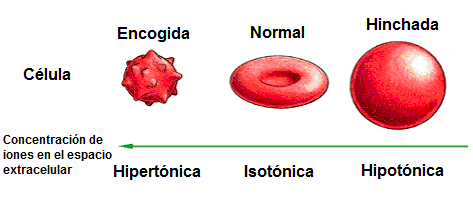 Encogida Normal Hinchada
Célula
Concentración de
iones en el espacio
extracelular
Hipertónica Isotónica Hipotónica